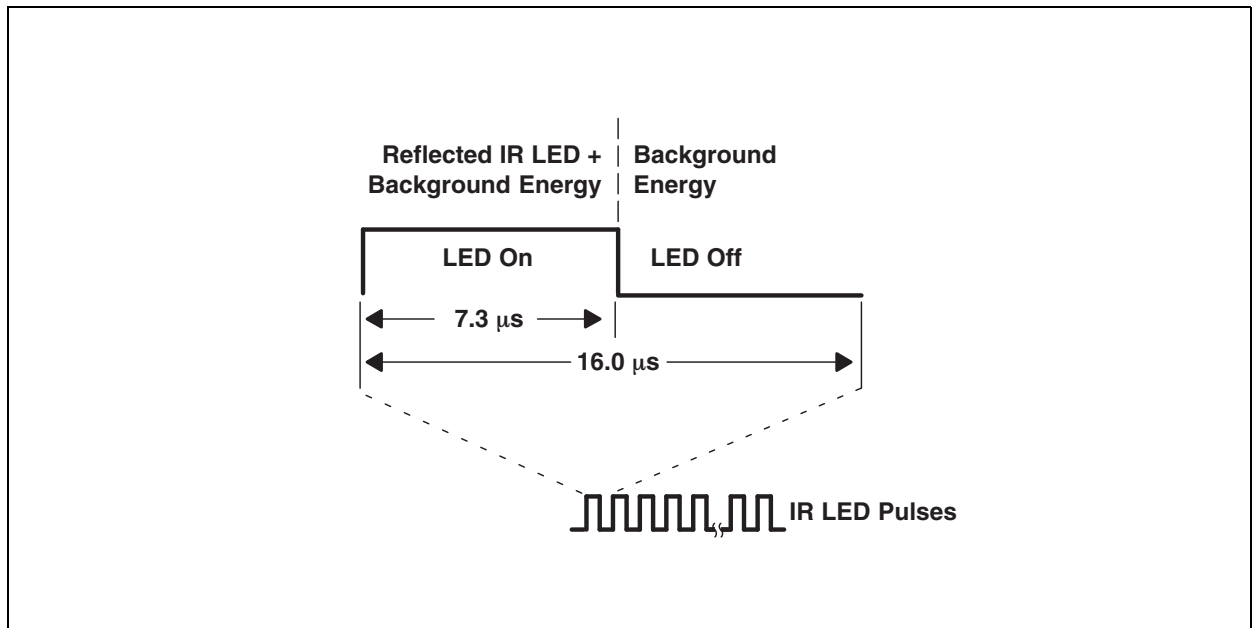 Reflected IR LED +
Background Energy
Background
Energy
LED On
LED Off
7.3 μs
16.0 μs
IR LED Pulses